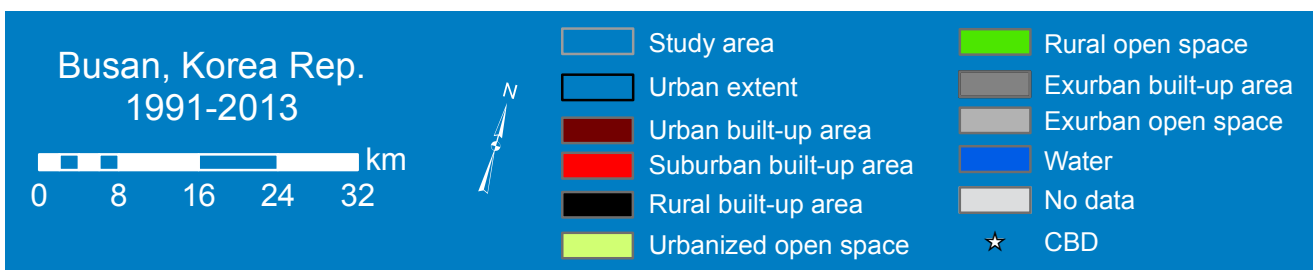 Busan, Korea Rep.
1991-2013
km
0 8 16 24 32
N
Study area
Urban extent
Urban built-up area
Suburban built-up area
Rural built-up area
Urbanized open space
Rural open space
Exurban built-up area
Exurban open space
Water
No data
CBD